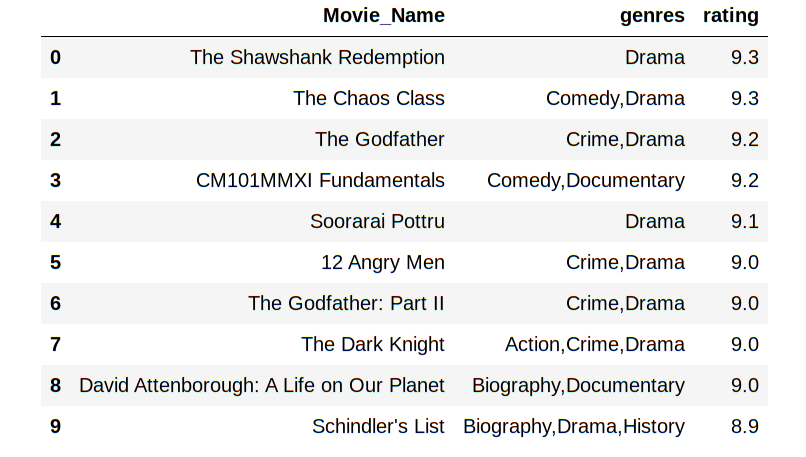 Movie_Name genres rating
0 The Shawshank Redemption Drama 9.3
1 The Chaos Class Comedy,Drama 9.3
2 The Godfather Crime,Drama 9.2
3 CM101MMXI Fundamentals Comedy,Documentary 9.2
4 Soorarai Pottru Drama 9.1
5 12 Angry Men Crime,Drama 9.0
6 The Godfather: Part II Crime,Drama 9.0
7 The Dark Knight Action,Crime,Drama 9.0
8 David Attenborough: A Life on Our Planet Biography,Documentary 9.0
9 Schindler's List Biography,Drama,History 8.9